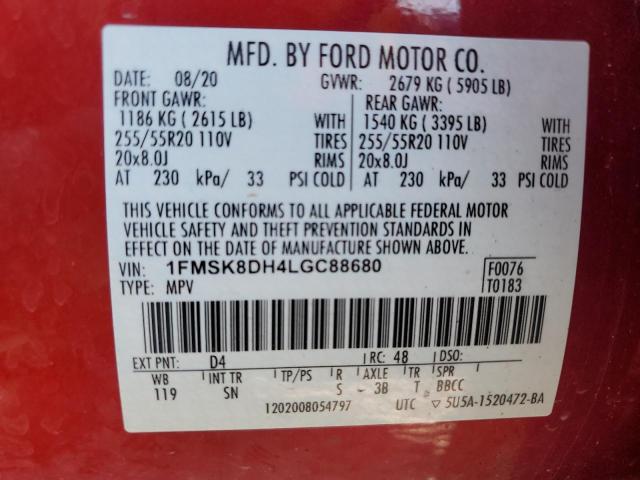 MFD. BY FORD MOTOR CO.
DATE: 08/20 GVWR: 2679 KG ( 5905 LB)
FRONT GAWR: REAR GAWR:
1186 KG ( 2615 LB) WITH 1540 KG ( 3395 LB) WITH
255/55R20 110V TIRES 255/55R20 110V TIRES
20x8.0J RIMS 20x8.0J RIMS
AT 230 kPa/ 33 PSI COLD AT 230 kPa/ 33 PSI COLD
THIS VEHICLE CONFORMS TO ALL APPLICABLE FEDERAL MOTOR
VEHICLE SAFETY AND THEFT PREVENTION STANDARDS IN
EFFECT ON THE DATE OF MANUFACTURE SHOWN ABOVE.
VIN: 1FMSK8DH4LGC88680 F0076
TYPE: MPV T0183
EXT PNT: D4 RC: 48 DSO:
WB INT TR TP/PS R AXLE TR SPR
119 SN S 3B T BBCC
1202008054797 UTC 5U5A-1520472-BA